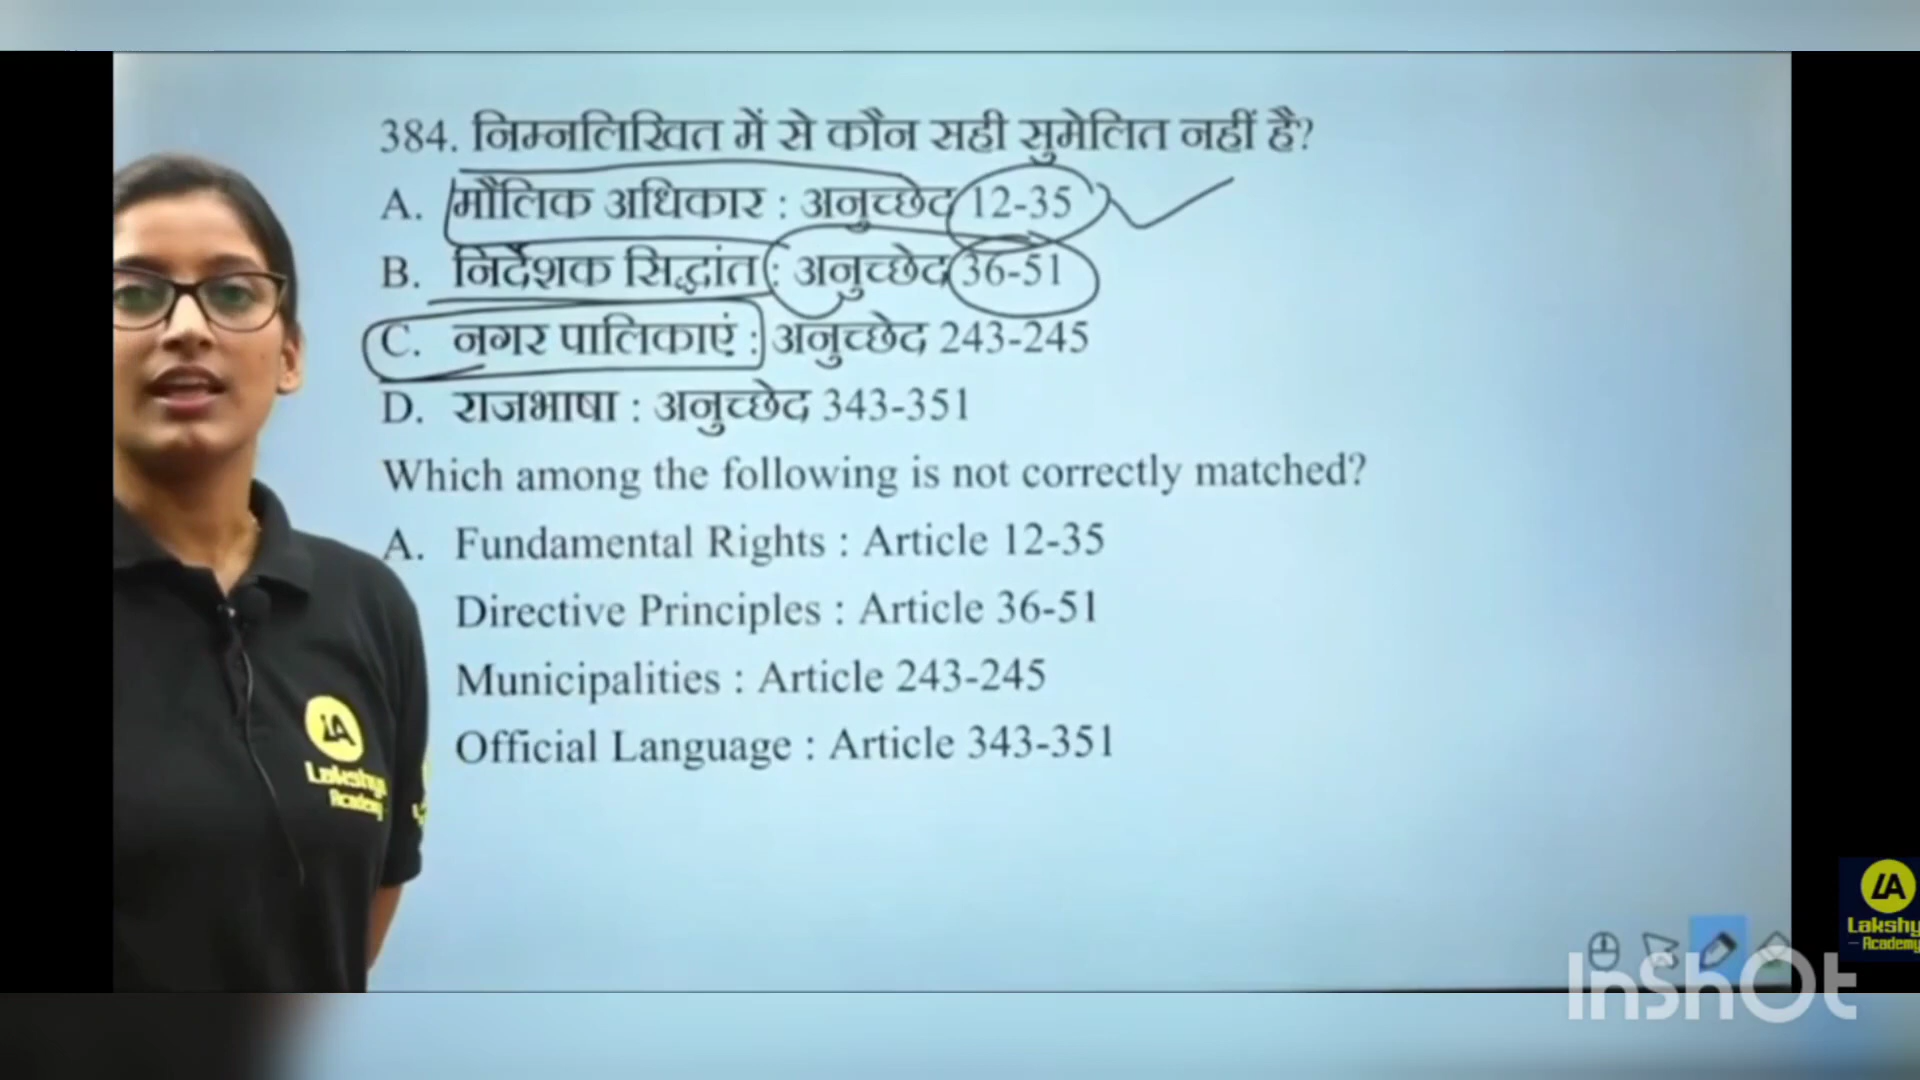 384. निम्नलिखित में से कौन सही सुमेलित नहीं है?
A. मौलिक अधिकार : अनुच्छेद 12-35
B. निर्देशक सिद्धांत : अनुच्छेद 36-51
C. नगर पालिकाएं : अनुच्छेद 243-245
D. राजभाषा : अनुच्छेद 343-351
Which among the following is not correctly matched?
A. Fundamental Rights : Article 12-35
Directive Principles : Article 36-51
Municipalities : Article 243-245
Official Language : Article 343-351
LA
Lakshya
Academy
LA
Lakshy
Academy
InShOt